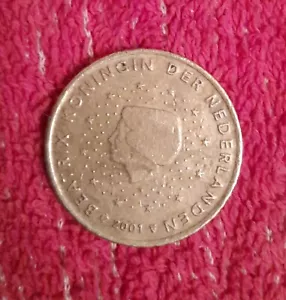 BEATRIX KONINGIN DER NEDERLANDEN
2001